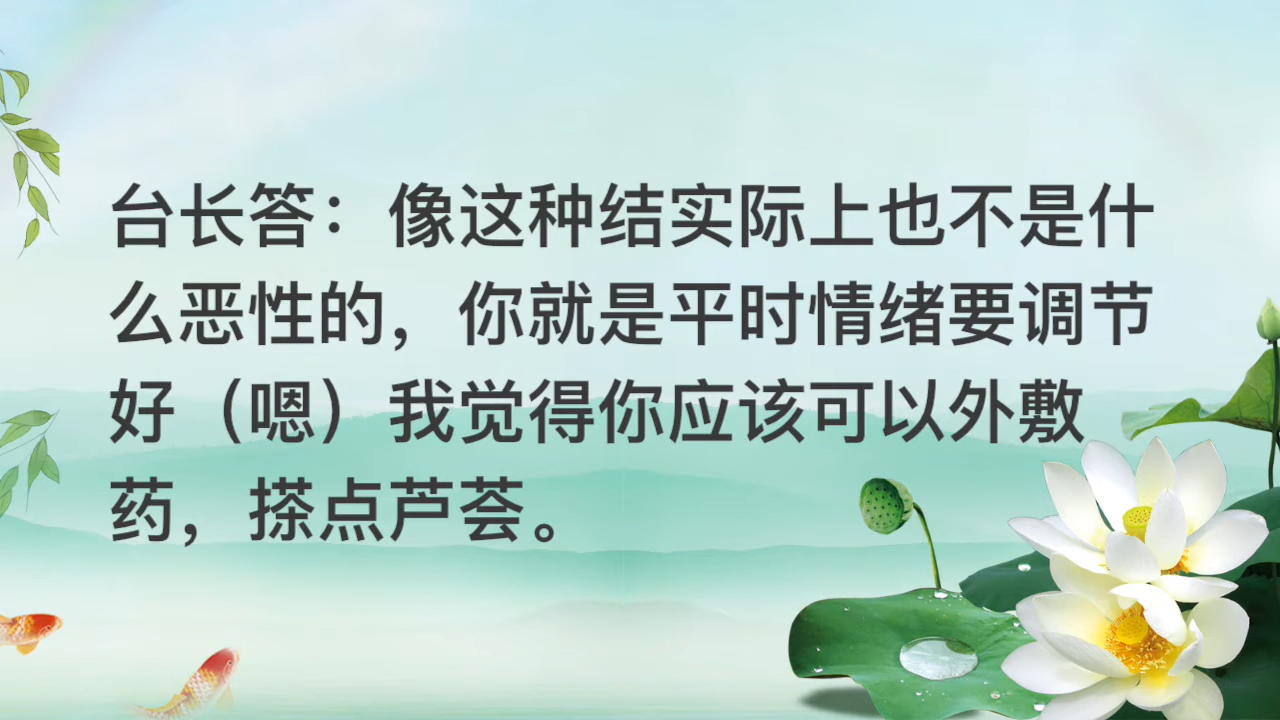 台长答：像这种结实际上也不是什
么恶性的，你就是平时情绪要调节
好（嗯）我觉得你应该可以外敷
药，搽点芦荟。